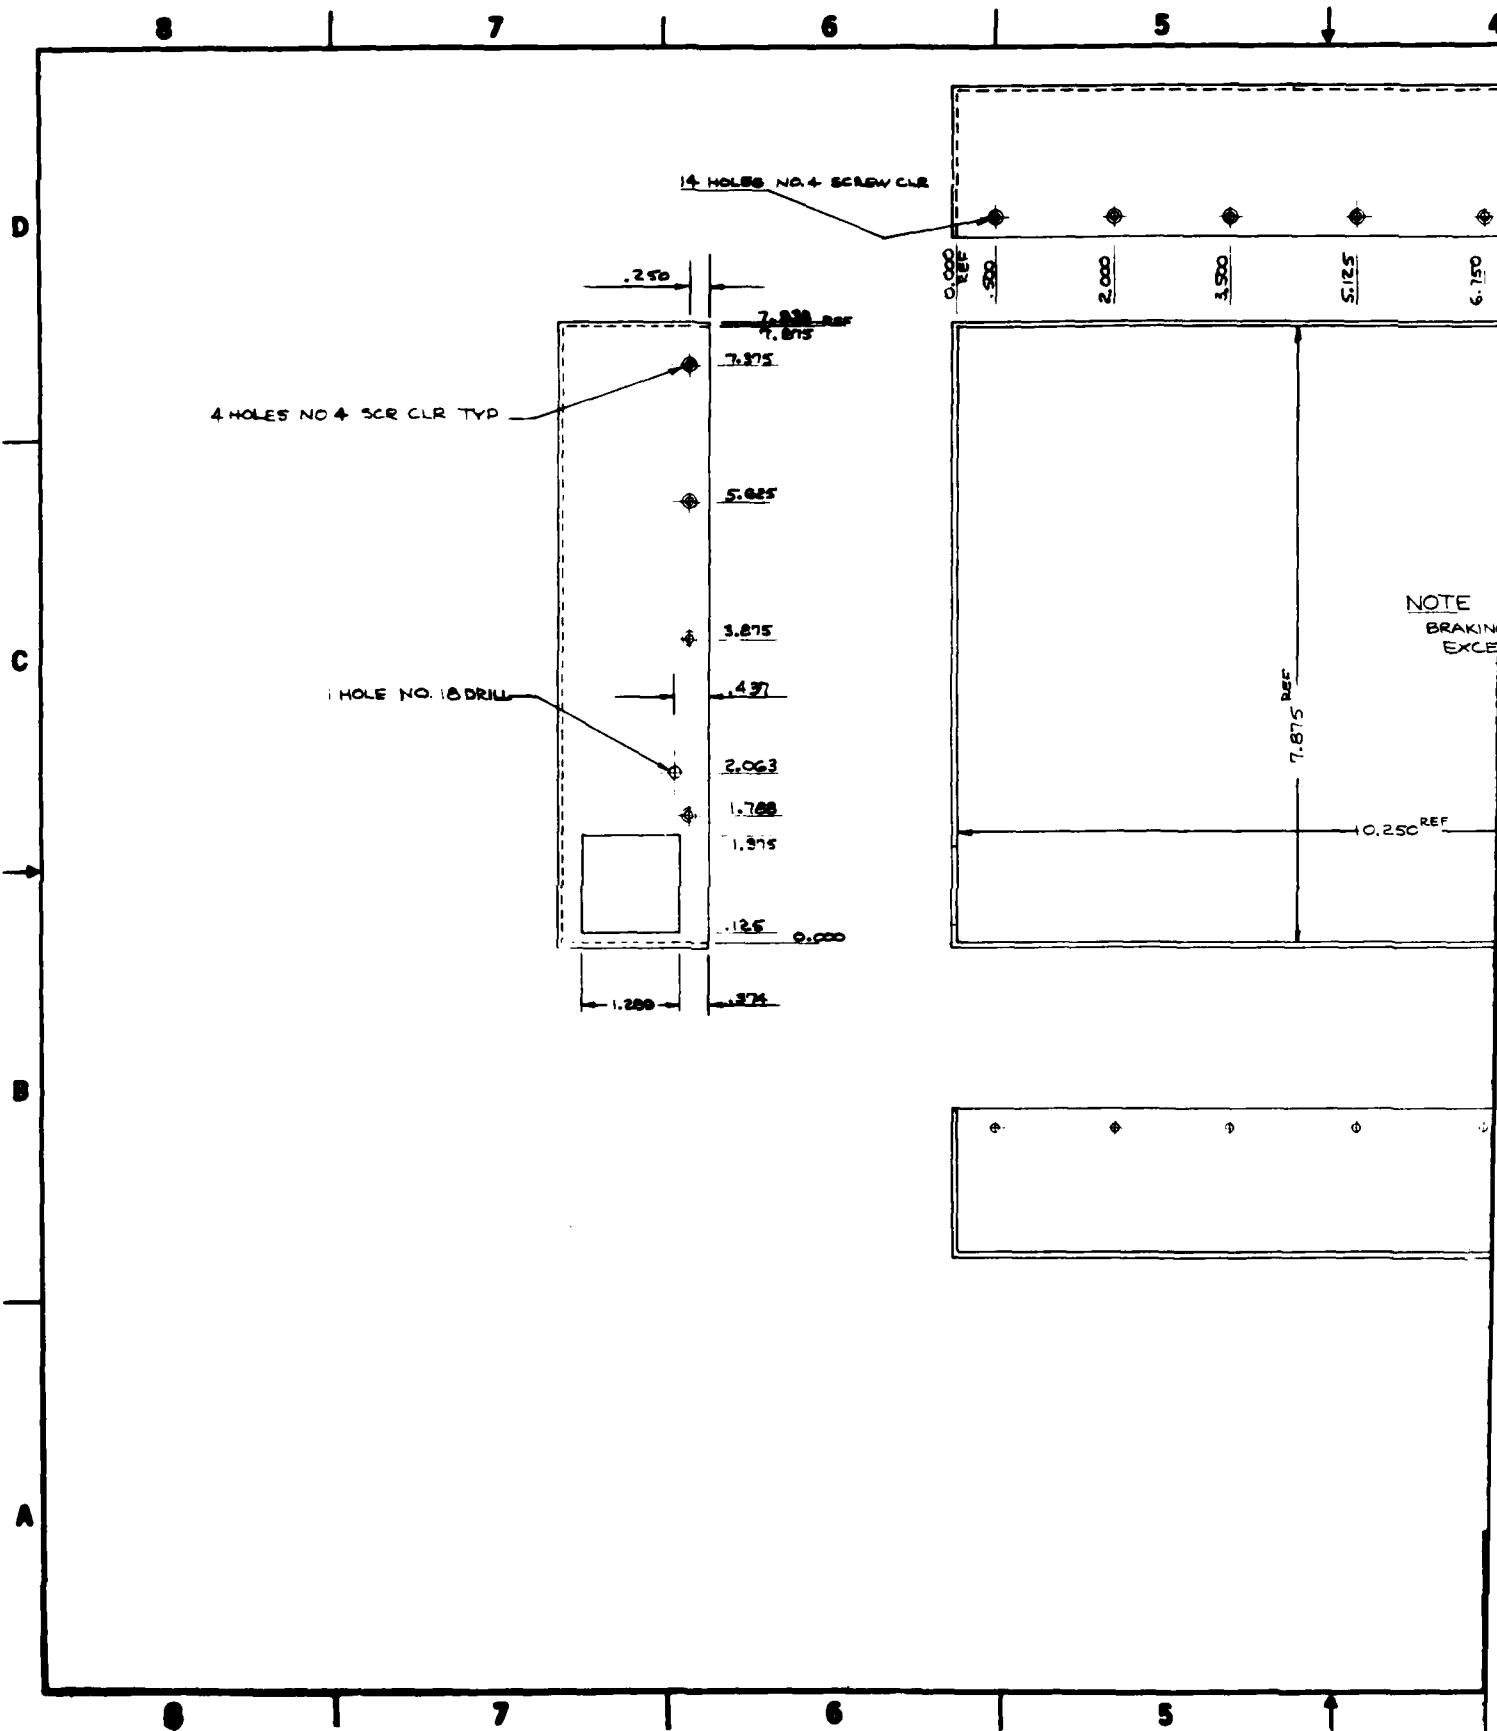 8 7 6 5 4
D
14 HOLES NO.4 SCREW CLR
0.000 REF
.500
2.000
3.500
5.125
6.750
.250
REF
7.875
7.375
4 HOLES NO 4 SCR CLR TYP
5.625
NOTE
BRAKING
EXCE
C
3.875
1 HOLE NO. 18 DRILL
.437
7.875 REF
2.063
1.788
1.375
10.250 REF
.125
0.000
.374
B
A
8 7 6 5